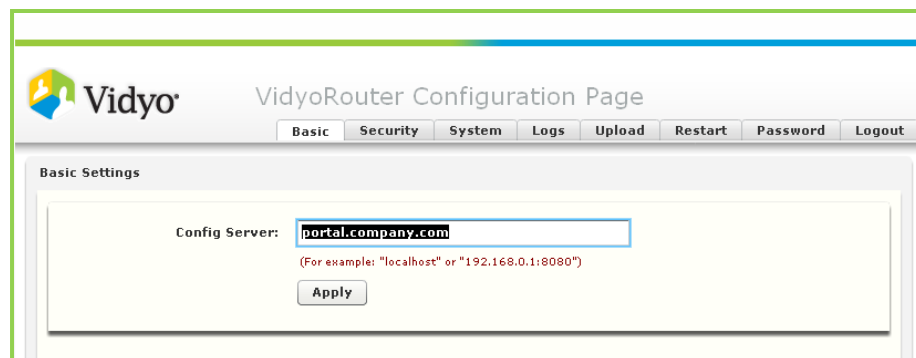 Vidyo
VidyoRouter Configuration Page
Basic Security System Logs Upload Restart Password Logout
Basic Settings
Config Server: portal.company.com
(For example: "localhost" or "192.168.0.1:8080")
Apply